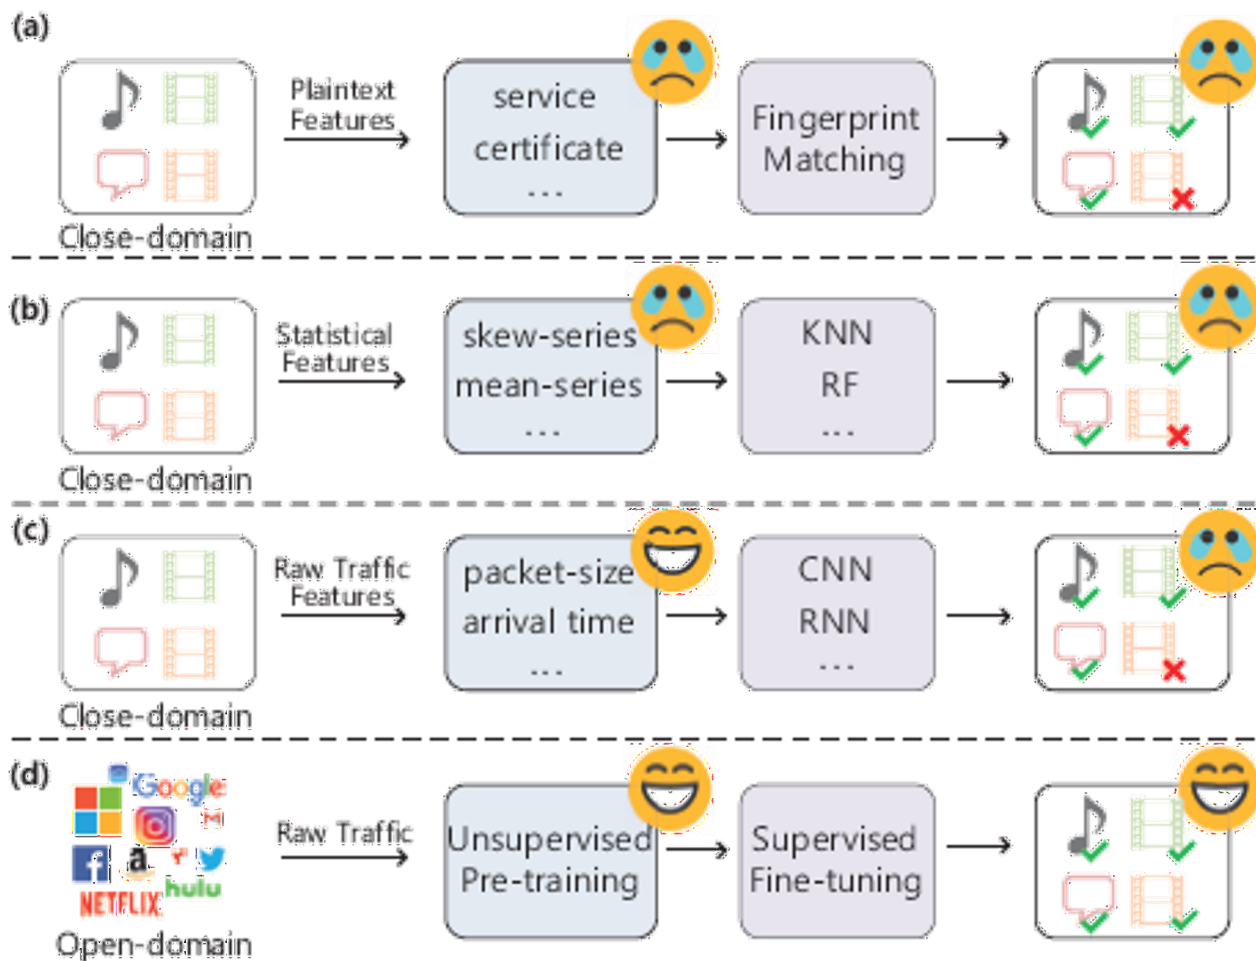 (a)
Plaintext
Features
service
certificate
...
Fingerprint
Matching
Close-domain
(b)
Statistical
Features
skew-series
mean-series
...
KNN
RF
...
Close-domain
(c)
Raw Traffic
Features
packet-size
arrival time
...
CNN
RNN
...
Close-domain
(d)
Google
f
a
hulu
NETFLIX
Raw Traffic
Unsupervised
Pre-training
Supervised
Fine-tuning
Open-domain